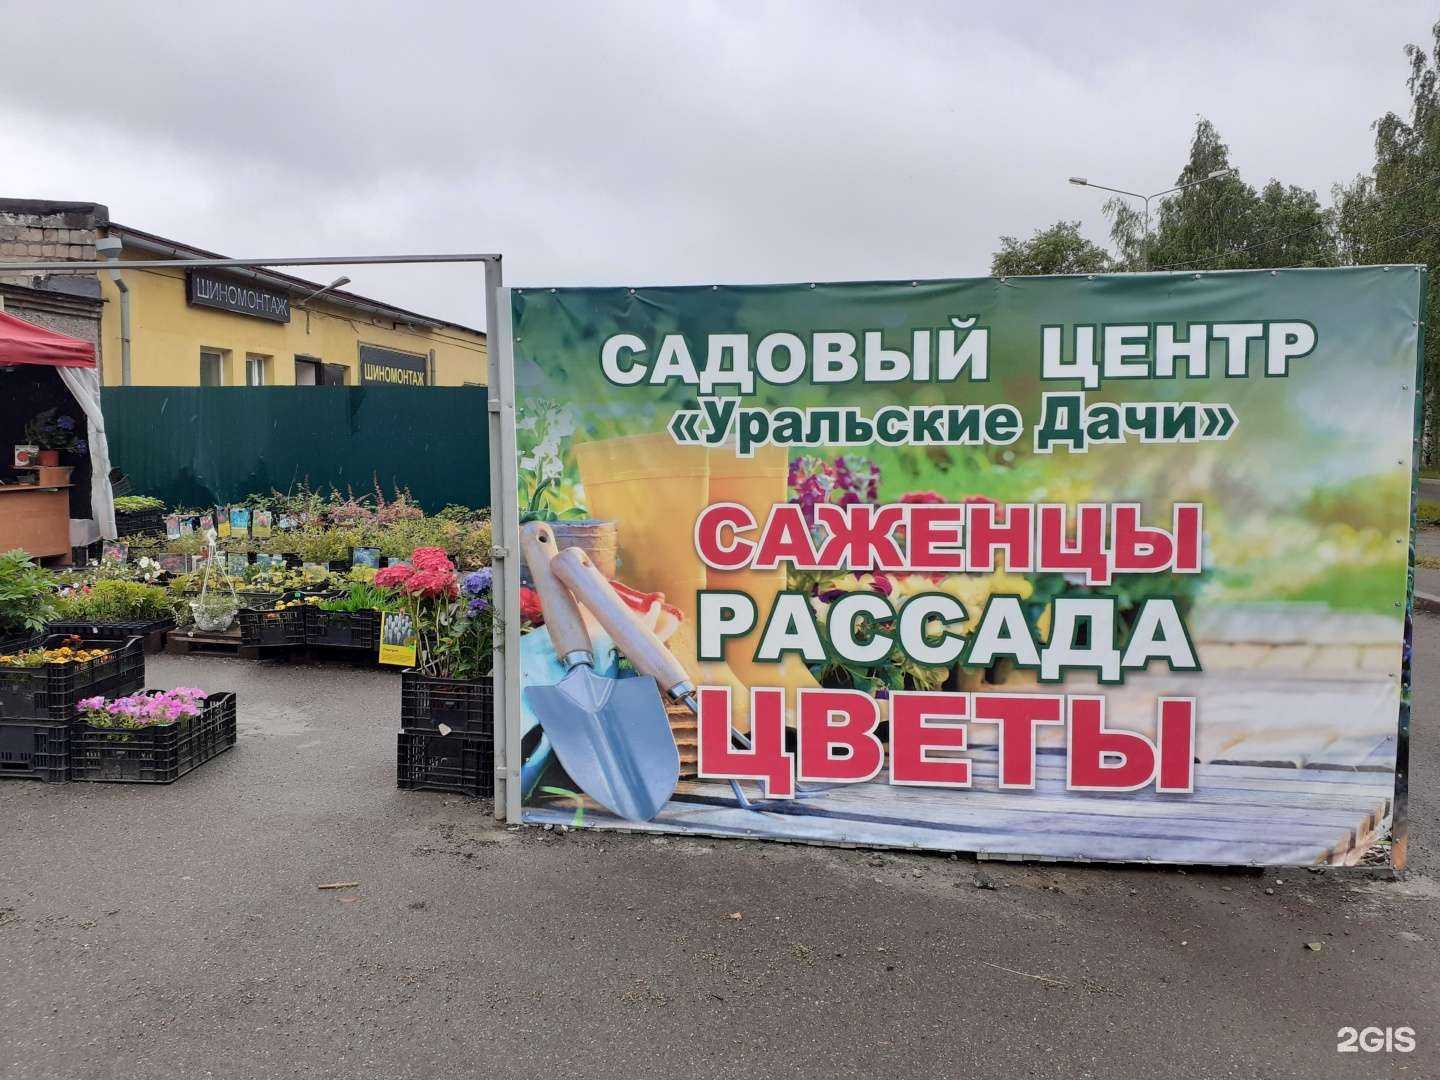 ШИНОМОНТАЖ
ШИНОМОНТАЖ
САДОВЫЙ ЦЕНТР
«Уральские Дачи»
САЖЕНЦЫ
РАССАДА
ЦВЕТЫ
2GIS